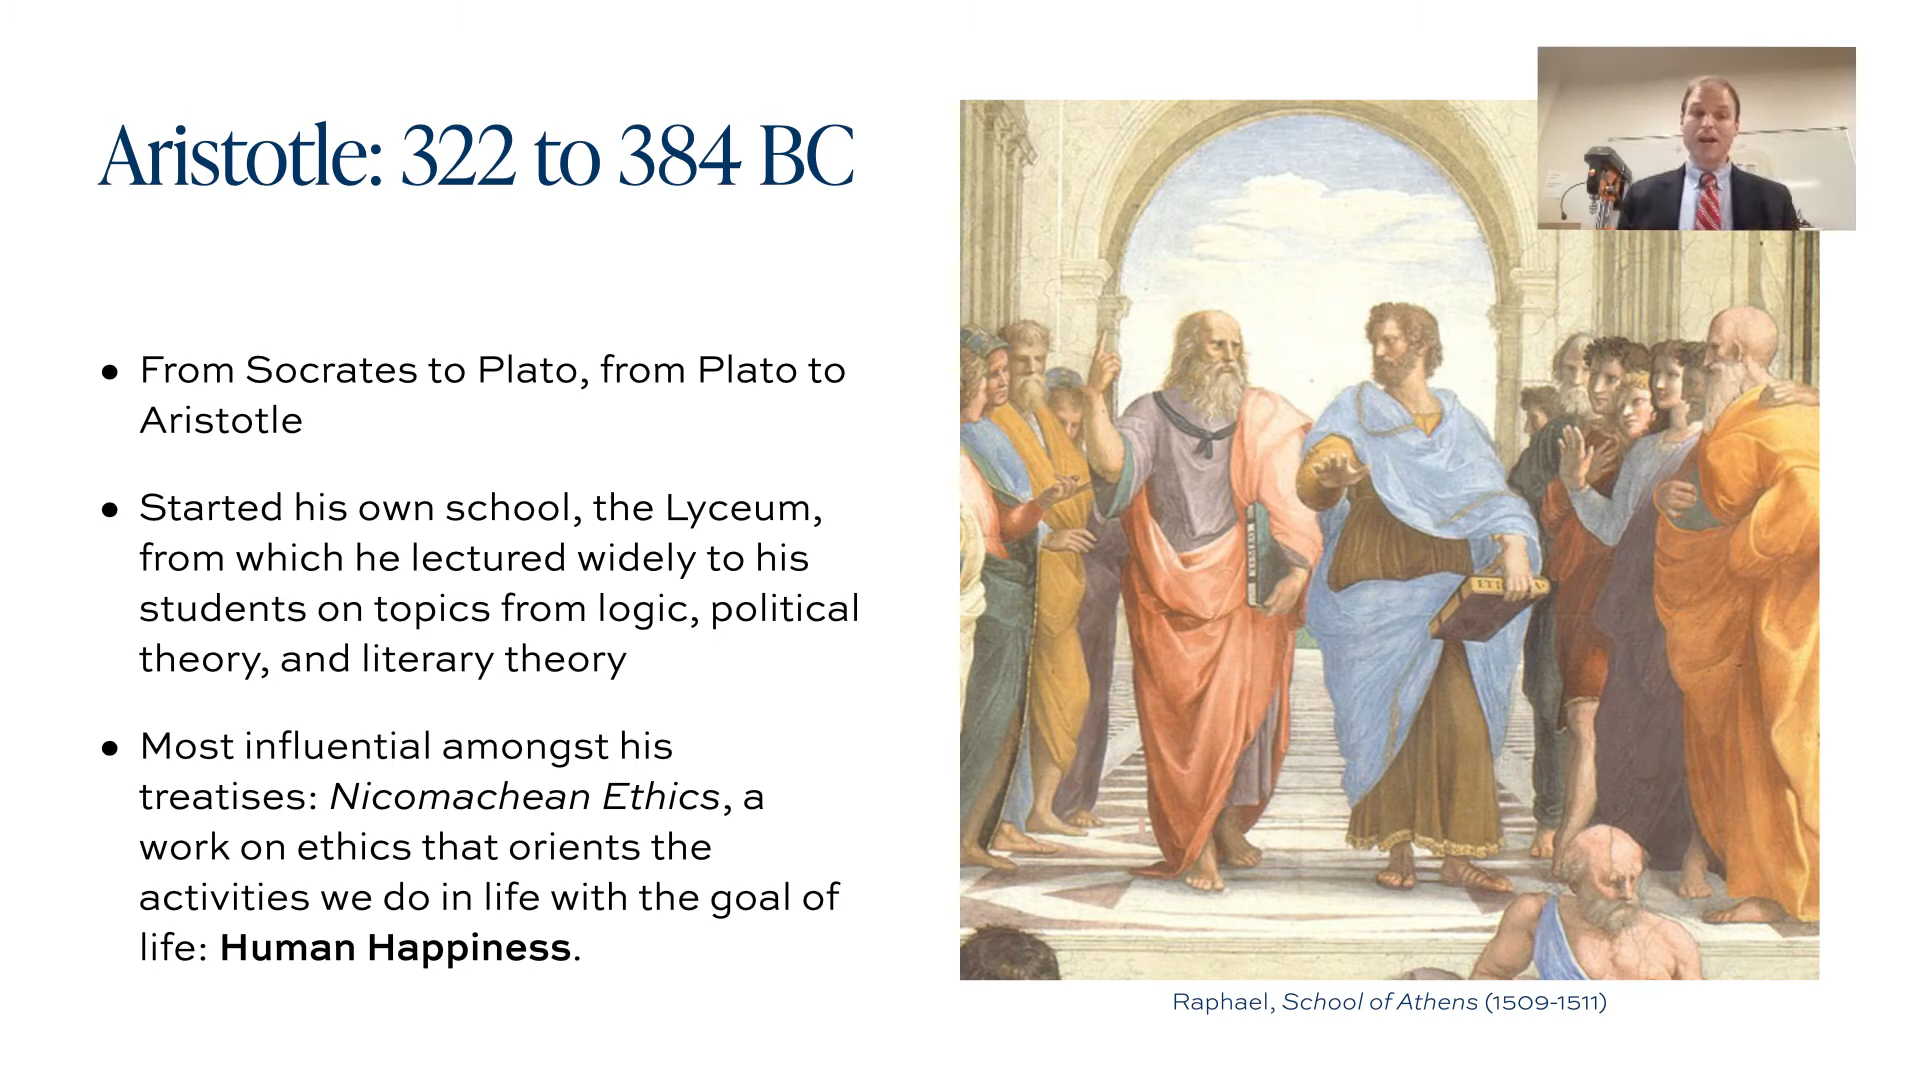 Aristotle: 322 to 384 BC
• From Socrates to Plato, from Plato to
Aristotle
• Started his own school, the Lyceum,
from which he lectured widely to his
students on topics from logic, political
theory, and literary theory
• Most influential amongst his
treatises: Nicomachean Ethics, a
work on ethics that orients the
activities we do in life with the goal of
life: Human Happiness.
Raphael, School of Athens (1509-1511)